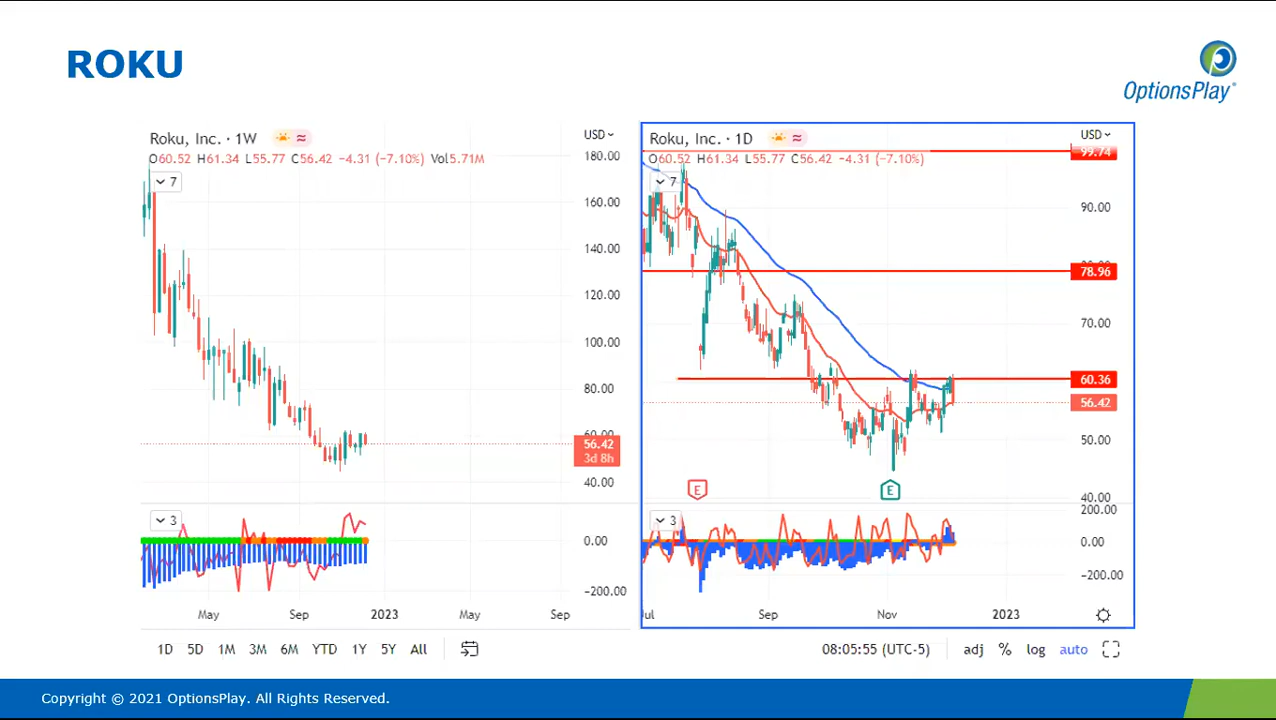 ROKU
OptionsPlay®
Roku, Inc. · 1W
USD
O60.52 H61.34 L55.77 C56.42 −4.31 (−7.10%) Vol5.71M
7
180.00
160.00
140.00
120.00
100.00
80.00
60.00
56.42
3d 8h
40.00
3
0.00
−200.00
May
Sep
2023
May
Sep
Roku, Inc. · 1D
USD
O60.52 H61.34 L55.77 C56.42 −4.31 (−7.10%)
99.74
7
90.00
80.00
78.96
70.00
60.36
56.42
50.00
E
E
40.00
3
200.00
0.00
−200.00
Jul
Sep
Nov
2023
1D 5D 1M 3M 6M YTD 1Y 5Y All
08:05:55 (UTC-5) adj % log auto
Copyright © 2021 OptionsPlay. All Rights Reserved.